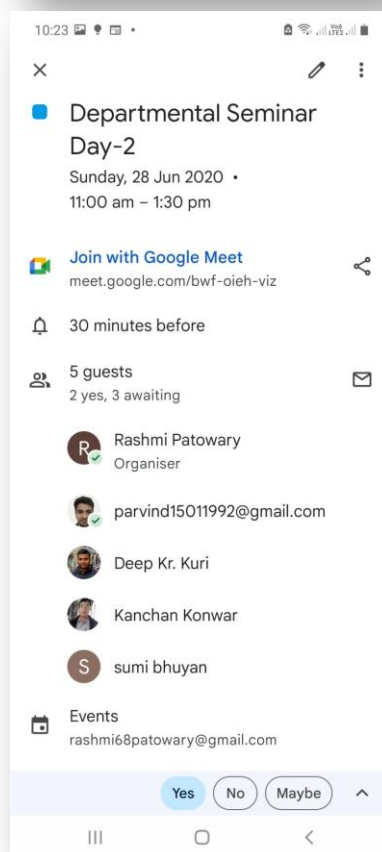 10:23
Vo)) LTE2
Departmental Seminar
Day-2
Sunday, 28 Jun 2020 •
11:00 am – 1:30 pm
Join with Google Meet
meet.google.com/bwf-oieh-viz
30 minutes before
5 guests
2 yes, 3 awaiting
R
Rashmi Patowary
Organiser
parvind15011992@gmail.com
Deep Kr. Kuri
Kanchan Konwar
S
sumi bhuyan
Events
rashmi68patowary@gmail.com
Yes No Maybe